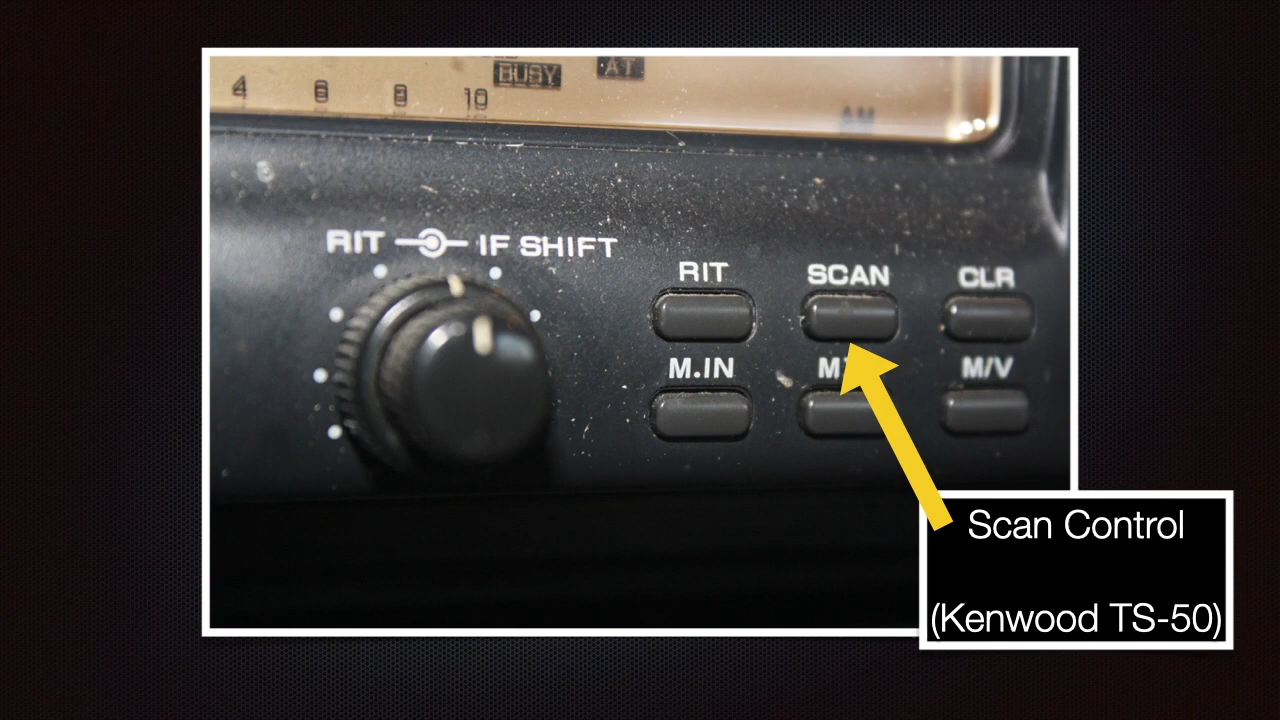 BUSY AT
4 6 8 10
AM
RIT IF SHIFT
RIT SCAN CLR
M.IN M/V
Scan Control
(Kenwood TS-50)